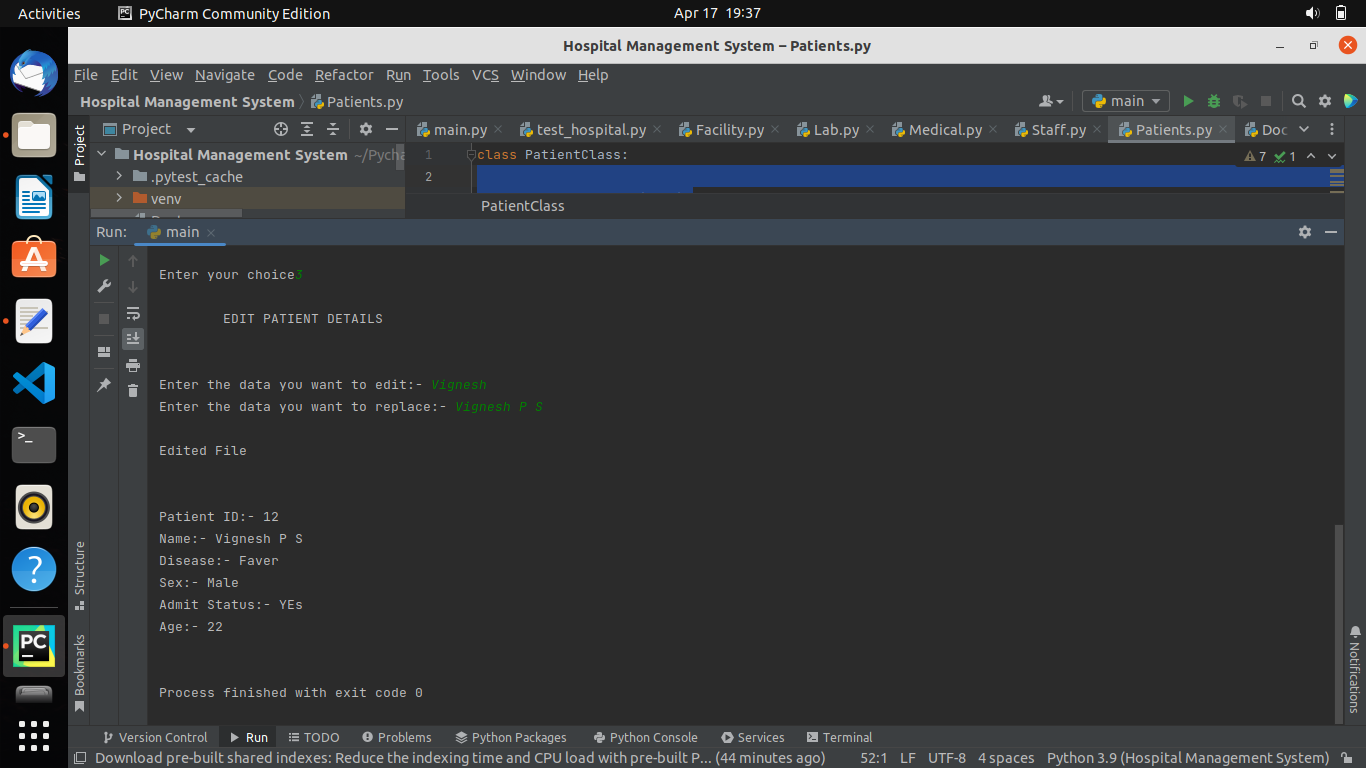 Activities PyCharm Community Edition Apr 17 19:37
Hospital Management System – Patients.py
File Edit View Navigate Code Refactor Run Tools VCS Window Help
Hospital Management System Patients.py main
Project
Project main.py test_hospital.py Facility.py Lab.py Medical.py Staff.py Patients.py Doc
Hospital Management System ~/Pycha
.pytest_cache
venv
1 class PatientClass: 7 1
2
PatientClass
Run: main
Enter your choice3
EDIT PATIENT DETAILS
Enter the data you want to edit:- Vignesh
Enter the data you want to replace:- Vignesh P S
Edited File
Patient ID:- 12
Name:- Vignesh P S
Disease:- Faver
Sex:- Male
Admit Status:- YEs
Age:- 22
Process finished with exit code 0
Structure
Bookmarks
Notifications
PC
Version Control Run TODO Problems Python Packages Python Console Services Terminal
Download pre-built shared indexes: Reduce the indexing time and CPU load with pre-built P... (44 minutes ago) 52:1 LF UTF-8 4 spaces Python 3.9 (Hospital Management System)